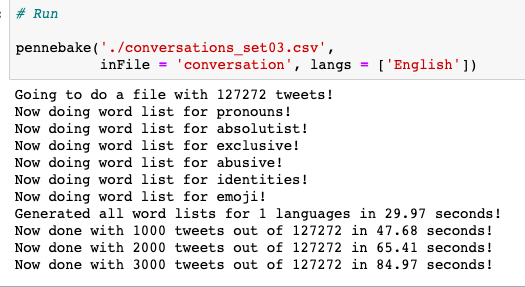 # Run
pennebake('./conversations_set03.csv',
inFile = 'conversation', langs = ['English'])
Going to do a file with 127272 tweets!
Now doing word list for pronouns!
Now doing word list for absolutist!
Now doing word list for exclusive!
Now doing word list for abusive!
Now doing word list for identities!
Now doing word list for emoji!
Generated all word lists for 1 languages in 29.97 seconds!
Now done with 1000 tweets out of 127272 in 47.68 seconds!
Now done with 2000 tweets out of 127272 in 65.41 seconds!
Now done with 3000 tweets out of 127272 in 84.97 seconds!